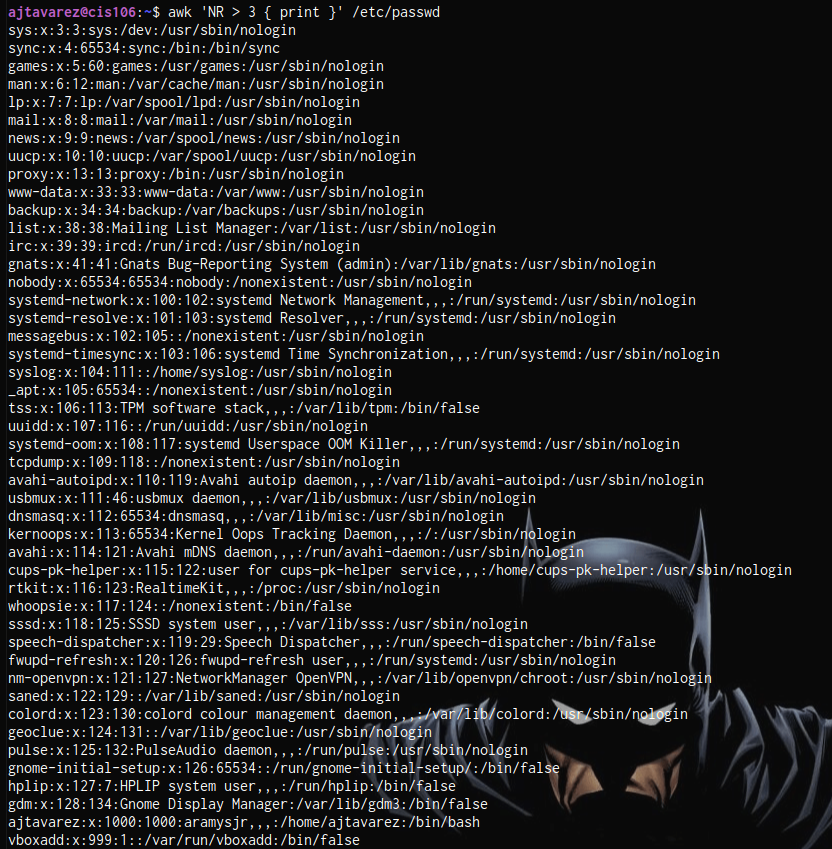 ajtavarez@cis106:~$ awk 'NR > 3 { print }' /etc/passwd
sys:x:3:3:sys:/dev:/usr/sbin/nologin
sync:x:4:65534:sync:/bin:/bin/sync
games:x:5:60:games:/usr/games:/usr/sbin/nologin
man:x:6:12:man:/var/cache/man:/usr/sbin/nologin
lp:x:7:7:lp:/var/spool/lpd:/usr/sbin/nologin
mail:x:8:8:mail:/var/mail:/usr/sbin/nologin
news:x:9:9:news:/var/spool/news:/usr/sbin/nologin
uucp:x:10:10:uucp:/var/spool/uucp:/usr/sbin/nologin
proxy:x:13:13:proxy:/bin:/usr/sbin/nologin
www-data:x:33:33:www-data:/var/www:/usr/sbin/nologin
backup:x:34:34:backup:/var/backups:/usr/sbin/nologin
list:x:38:38:Mailing List Manager:/var/list:/usr/sbin/nologin
irc:x:39:39:ircd:/run/ircd:/usr/sbin/nologin
gnats:x:41:41:Gnats Bug-Reporting System (admin):/var/lib/gnats:/usr/sbin/nologin
nobody:x:65534:65534:nobody:/nonexistent:/usr/sbin/nologin
systemd-network:x:100:102:systemd Network Management,,,:/run/systemd:/usr/sbin/nologin
systemd-resolve:x:101:103:systemd Resolver,,,:/run/systemd:/usr/sbin/nologin
messagebus:x:102:105::/nonexistent:/usr/sbin/nologin
systemd-timesync:x:103:106:systemd Time Synchronization,,,:/run/systemd:/usr/sbin/nologin
syslog:x:104:111::/home/syslog:/usr/sbin/nologin
_apt:x:105:65534::/nonexistent:/usr/sbin/nologin
tss:x:106:113:TPM software stack,,,:/var/lib/tpm:/bin/false
uuidd:x:107:116::/run/uuidd:/usr/sbin/nologin
systemd-oom:x:108:117:systemd Userspace OOM Killer,,,:/run/systemd:/usr/sbin/nologin
tcpdump:x:109:118::/nonexistent:/usr/sbin/nologin
avahi-autoipd:x:110:119:Avahi autoip daemon,,,:/var/lib/avahi-autoipd:/usr/sbin/nologin
usbmux:x:111:46:usbmux daemon,,,:/var/lib/usbmux:/usr/sbin/nologin
dnsmasq:x:112:65534:dnsmasq,,,:/var/lib/misc:/usr/sbin/nologin
kernoops:x:113:65534:Kernel Oops Tracking Daemon,,,:/:/usr/sbin/nologin
avahi:x:114:121:Avahi mDNS daemon,,,:/run/avahi-daemon:/usr/sbin/nologin
cups-pk-helper:x:115:122:user for cups-pk-helper service,,,:/home/cups-pk-helper:/usr/sbin/nologin
rtkit:x:116:123:RealtimeKit,,,:/proc:/usr/sbin/nologin
whoopsie:x:117:124::/nonexistent:/bin/false
sssd:x:118:125:SSSD system user,,,:/var/lib/sss:/usr/sbin/nologin
speech-dispatcher:x:119:29:Speech Dispatcher,,,:/run/speech-dispatcher:/bin/false
fwupd-refresh:x:120:126:fwupd-refresh user,,,:/run/systemd:/usr/sbin/nologin
nm-openvpn:x:121:127:NetworkManager OpenVPN,,,:/var/lib/openvpn/chroot:/usr/sbin/nologin
saned:x:122:129::/var/lib/saned:/usr/sbin/nologin
colord:x:123:130:colord colour management daemon,,,:/var/lib/colord:/usr/sbin/nologin
geoclue:x:124:131::/var/lib/geoclue:/usr/sbin/nologin
pulse:x:125:132:PulseAudio daemon,,,:/run/pulse:/usr/sbin/nologin
gnome-initial-setup:x:126:65534::/run/gnome-initial-setup/:/bin/false
hplip:x:127:7:HPLIP system user,,,:/run/hplip:/bin/false
gdm:x:128:134:Gnome Display Manager:/var/lib/gdm3:/bin/false
ajtavarez:x:1000:1000:aramysjr,,,:/home/ajtavarez:/bin/bash
vboxadd:x:999:1::/var/run/vboxadd:/bin/false